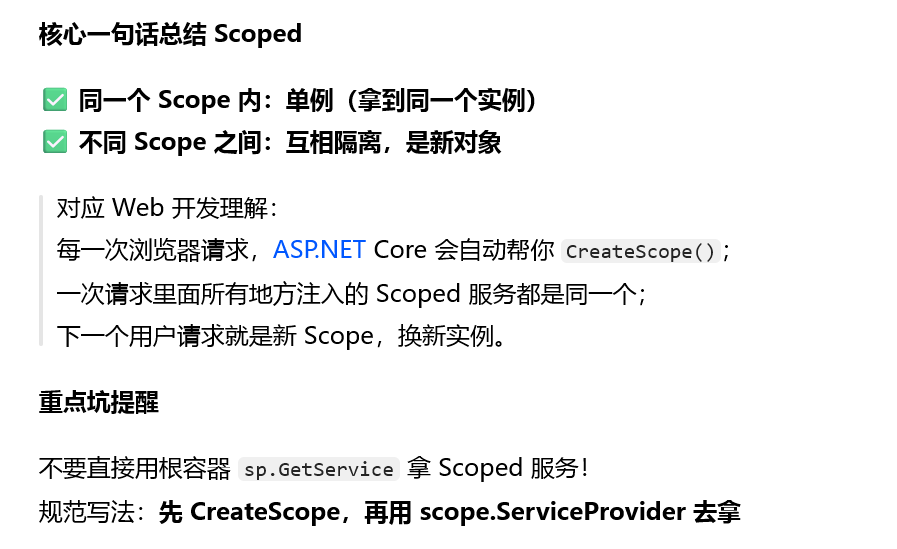 核心一句话总结 Scoped
✅ 同一个 Scope 内：单例（拿到同一个实例）
✅ 不同 Scope 之间：互相隔离，是新对象
对应 Web 开发理解：
每一次浏览器请求，ASP.NET Core 会自动帮你 CreateScope()；
一次请求里面所有地方注入的 Scoped 服务都是同一个；
下一个用户请求就是新 Scope，换新实例。
重点坑提醒
不要直接用根容器 sp.GetService 拿 Scoped 服务！
规范写法：先 CreateScope，再用 scope.ServiceProvider 去拿